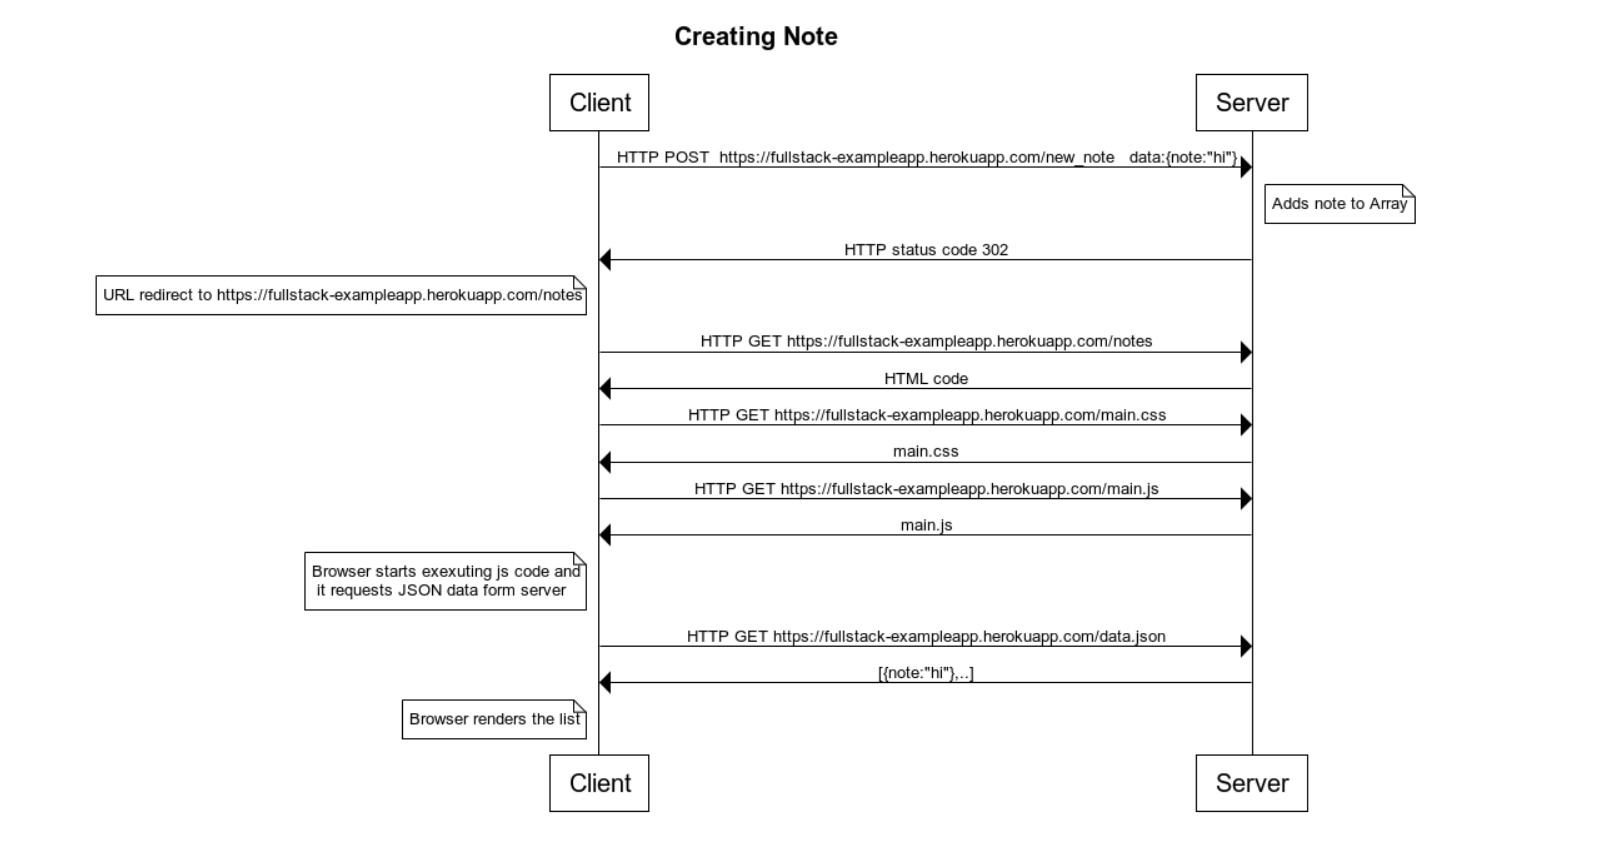 Creating Note
Client
Server
HTTP POST  https://fullstack-exampleapp.herokuapp.com/new_note   data:{note:"hi"}
Adds note to Array
HTTP status code 302
URL redirect to https://fullstack-exampleapp.herokuapp.com/notes
HTTP GET https://fullstack-exampleapp.herokuapp.com/notes
HTML code
HTTP GET https://fullstack-exampleapp.herokuapp.com/main.css
main.css
HTTP GET https://fullstack-exampleapp.herokuapp.com/main.js
main.js
Browser starts exexuting js code and
it requests JSON data form server
HTTP GET https://fullstack-exampleapp.herokuapp.com/data.json
[{note:"hi"},..]
Browser renders the list
Client
Server